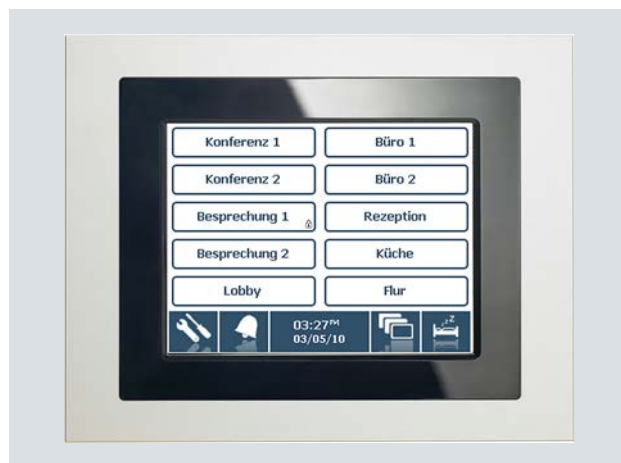 Konferenz 1
Büro 1
Konferenz 2
Büro 2
Besprechung 1
Rezeption
Besprechung 2
Küche
Lobby
Flur
03:27PM
03/05/10
zZ